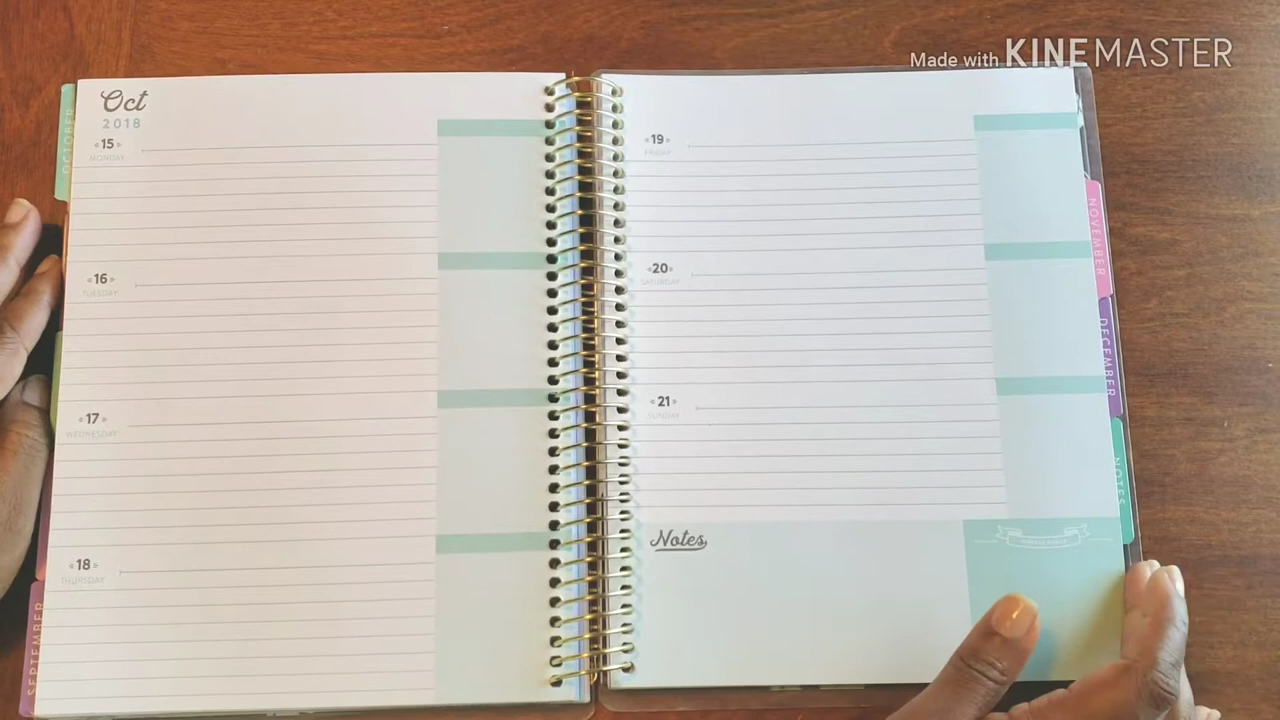 Made with KINEMASTER
Oct
2018
15
MONDAY
16
TUESDAY
17
WEDNESDAY
18
THURSDAY
19
FRIDAY
20
SATURDAY
21
SUNDAY
Notes
OCTOBER
SEPTEMBER
NOVEMBER
DECEMBER
NOTES